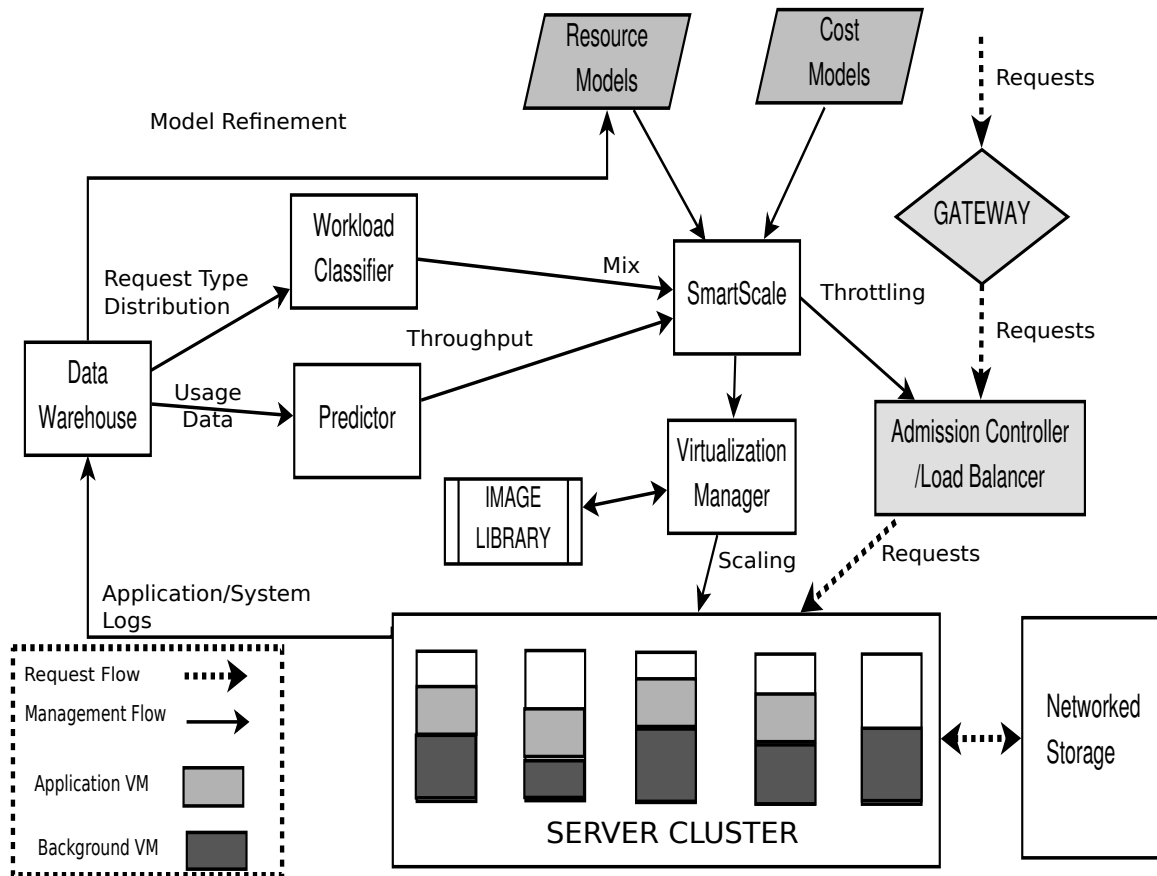 Resource
Models
Cost
Models
Requests
Model Refinement
GATEWAY
Workload
Classifier
Request Type
Distribution
Mix
SmartScale
Throttling
Requests
Throughput
Data
Warehouse
Usage
Data
Predictor
Admission Controller
/Load Balancer
Virtualization
Manager
IMAGE
LIBRARY
Scaling
Requests
Application/System
Logs
Request Flow
Management Flow
Application VM
Background VM
SERVER CLUSTER
Networked
Storage